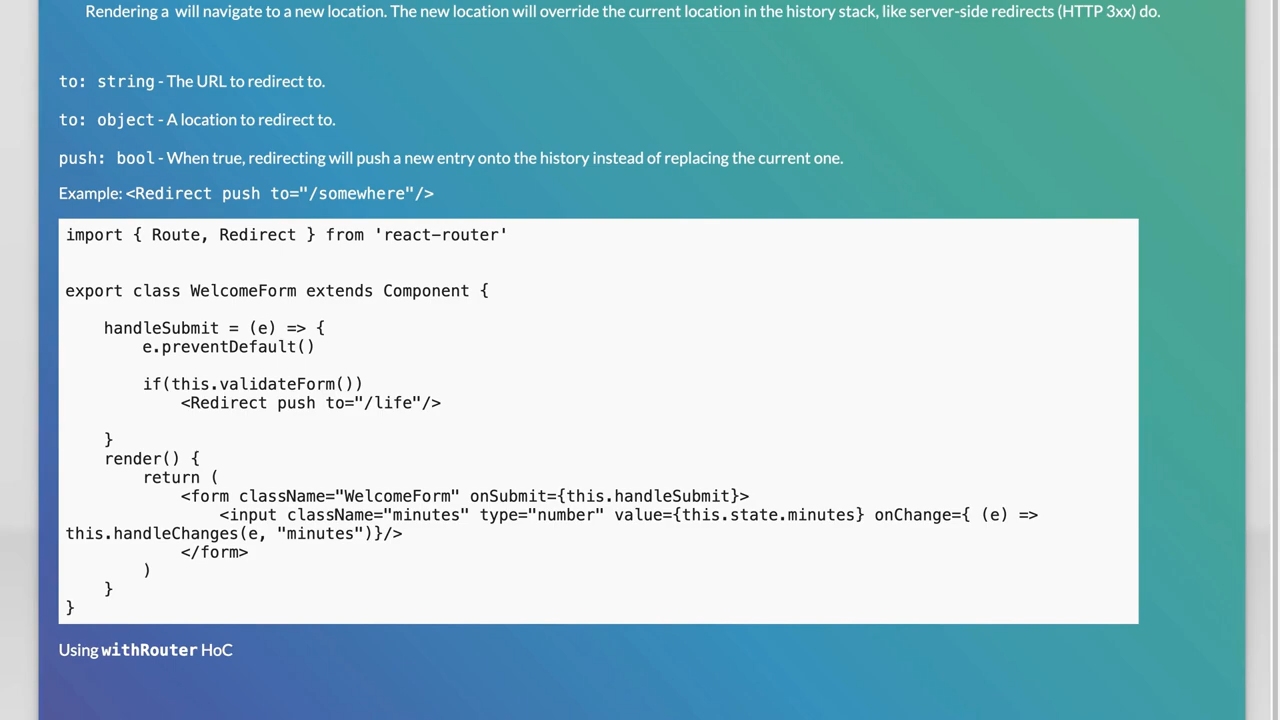 Rendering a will navigate to a new location. The new location will override the current location in the history stack, like server-side redirects (HTTP 3xx) do.
to: string - The URL to redirect to.
to: object - A location to redirect to.
push: bool - When true, redirecting will push a new entry onto the history instead of replacing the current one.
Example: <Redirect push to="/somewhere"/>
import { Route, Redirect } from 'react-router'
export class WelcomeForm extends Component {
handleSubmit = (e) => {
e.preventDefault()
if(this.validateForm())
<Redirect push to="/life"/>
}
render() {
return (
<form className="WelcomeForm" onSubmit={this.handleSubmit}>
<input className="minutes" type="number" value={this.state.minutes} onChange={ (e) =>
this.handleChanges(e, "minutes")}/>
</form>
)
}
}
Using withRouter HoC